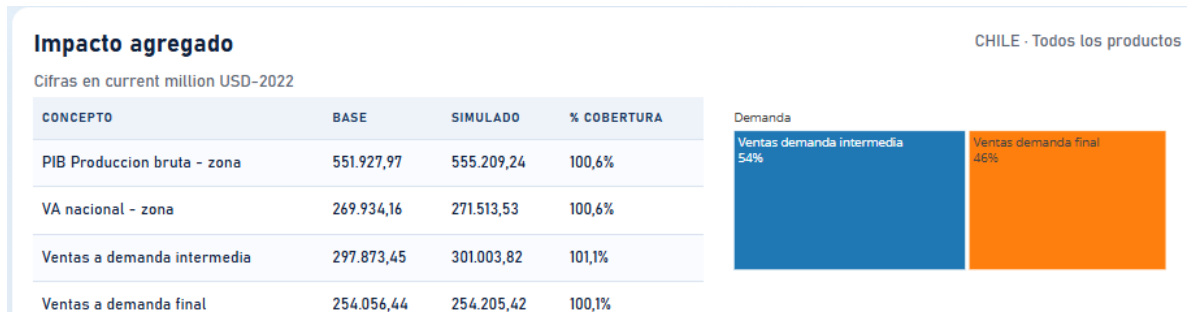 Impacto agregado
CHILE · Todos los productos
Cifras en current million USD-2022
CONCEPTO BASE SIMULADO % COBERTURA
PIB Produccion bruta - zona 551.927,97 555.209,24 100,6%
VA nacional - zona 269.934,16 271.513,53 100,6%
Ventas a demanda intermedia 297.873,45 301.003,82 101,1%
Ventas a demanda final 254.056,44 254.205,42 100,1%
Demanda
Ventas demanda intermedia
54%
Ventas demanda final
46%